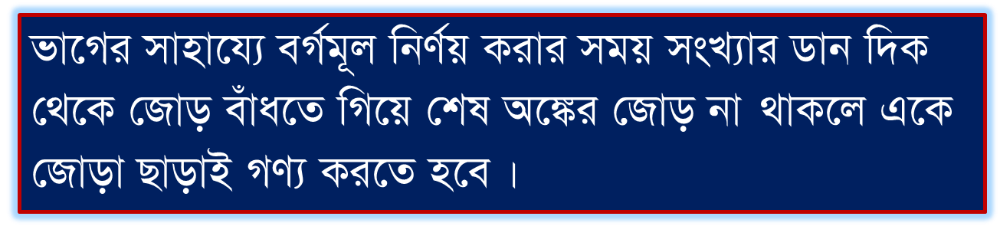 ভাগের সাহায্যে বর্গমূল নির্ণয় করার সময় সংখ্যার ডান দিক
থেকে জোড় বাঁধতে গিয়ে শেষ অঙ্কের জোড় না থাকলে একে
জোড়া ছাড়াই গণ্য করতে হবে ।